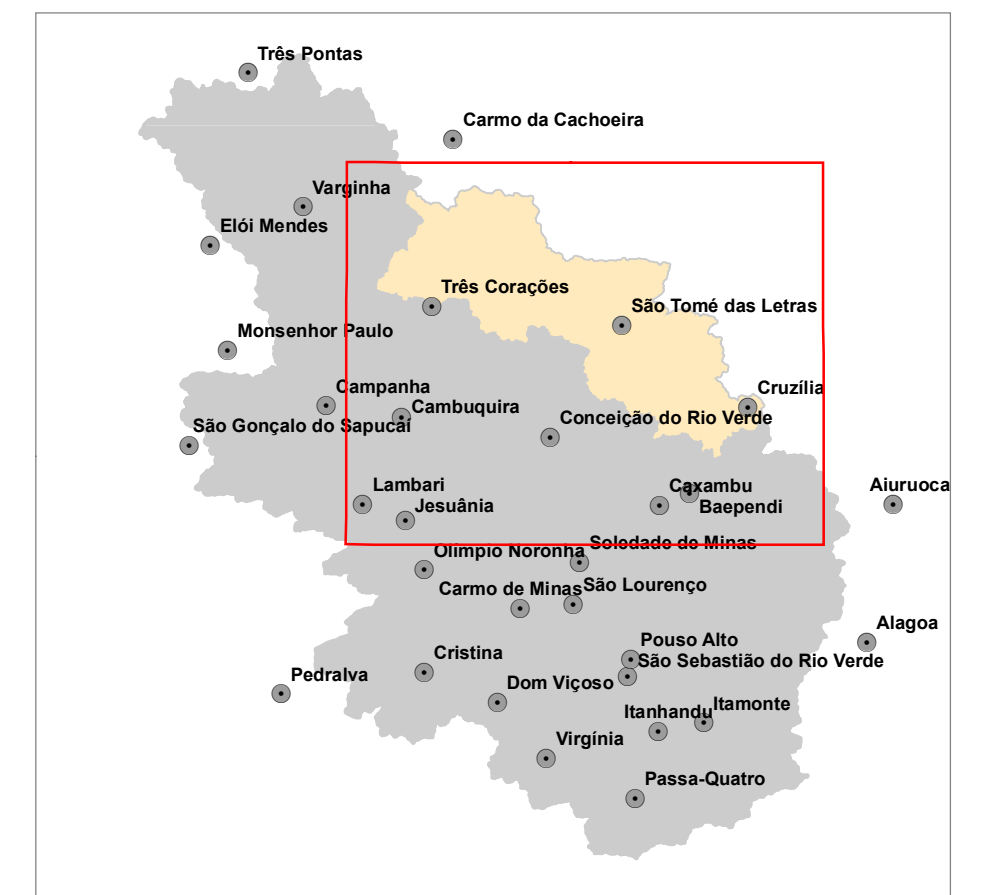 Três Pontas
Carmo da Cachoeira
Varginha
Elói Mendes
Três Corações
São Tomé das Letras
Monsenhor Paulo
Campanha
Cruzília
Cambuquira
Conceição do Rio Verde
São Gonçalo do Sapucaí
Lambari
Caxambu
Aiuruoca
Jesuânia
Baependi
Soledade de Minas
Olímpio Noronha
Carmo de Minas
São Lourenço
Alagoa
Pouso Alto
Cristina
São Sebastião do Rio Verde
Pedralva
Dom Viçoso
Itamonte
Itanhandu
Virgínia
Passa-Quatro